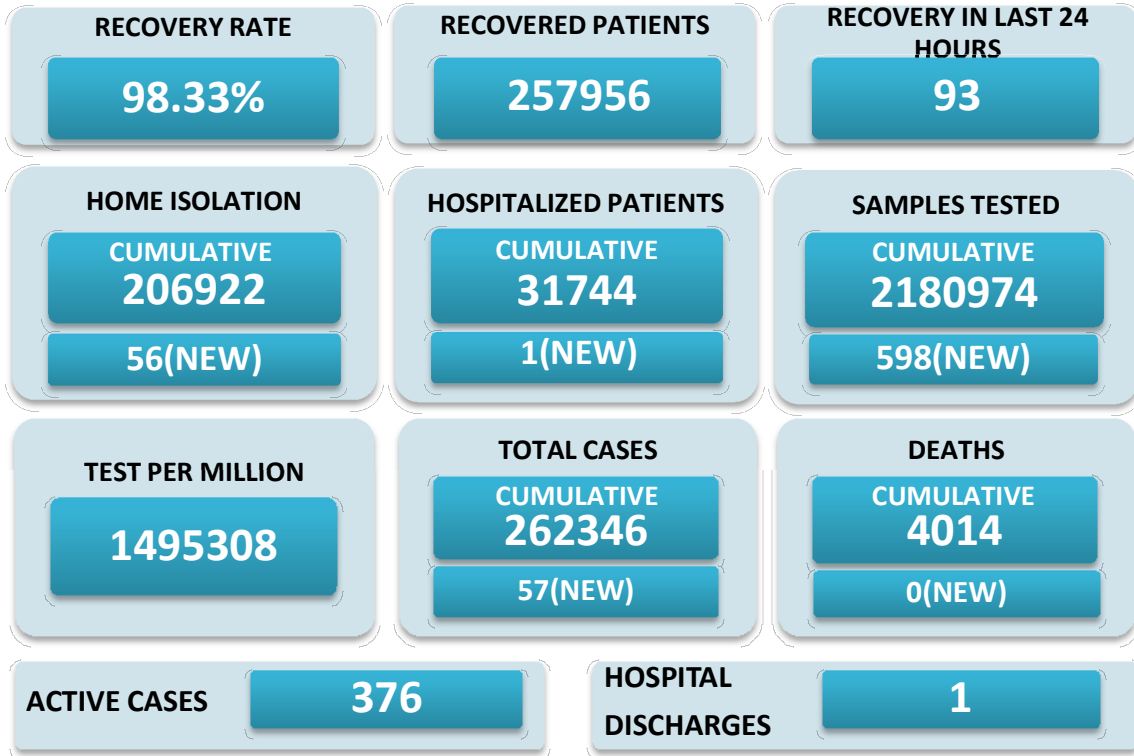 RECOVERY RATE
98.33%
RECOVERED PATIENTS
257956
RECOVERY IN LAST 24
HOURS
93
HOME ISOLATION
CUMULATIVE
206922
56(NEW)
HOSPITALIZED PATIENTS
CUMULATIVE
31744
1(NEW)
SAMPLES TESTED
CUMULATIVE
2180974
598(NEW)
TEST PER MILLION
1495308
TOTAL CASES
CUMULATIVE
262346
57(NEW)
DEATHS
CUMULATIVE
4014
0(NEW)
ACTIVE CASES
376
HOSPITAL
DISCHARGES
1